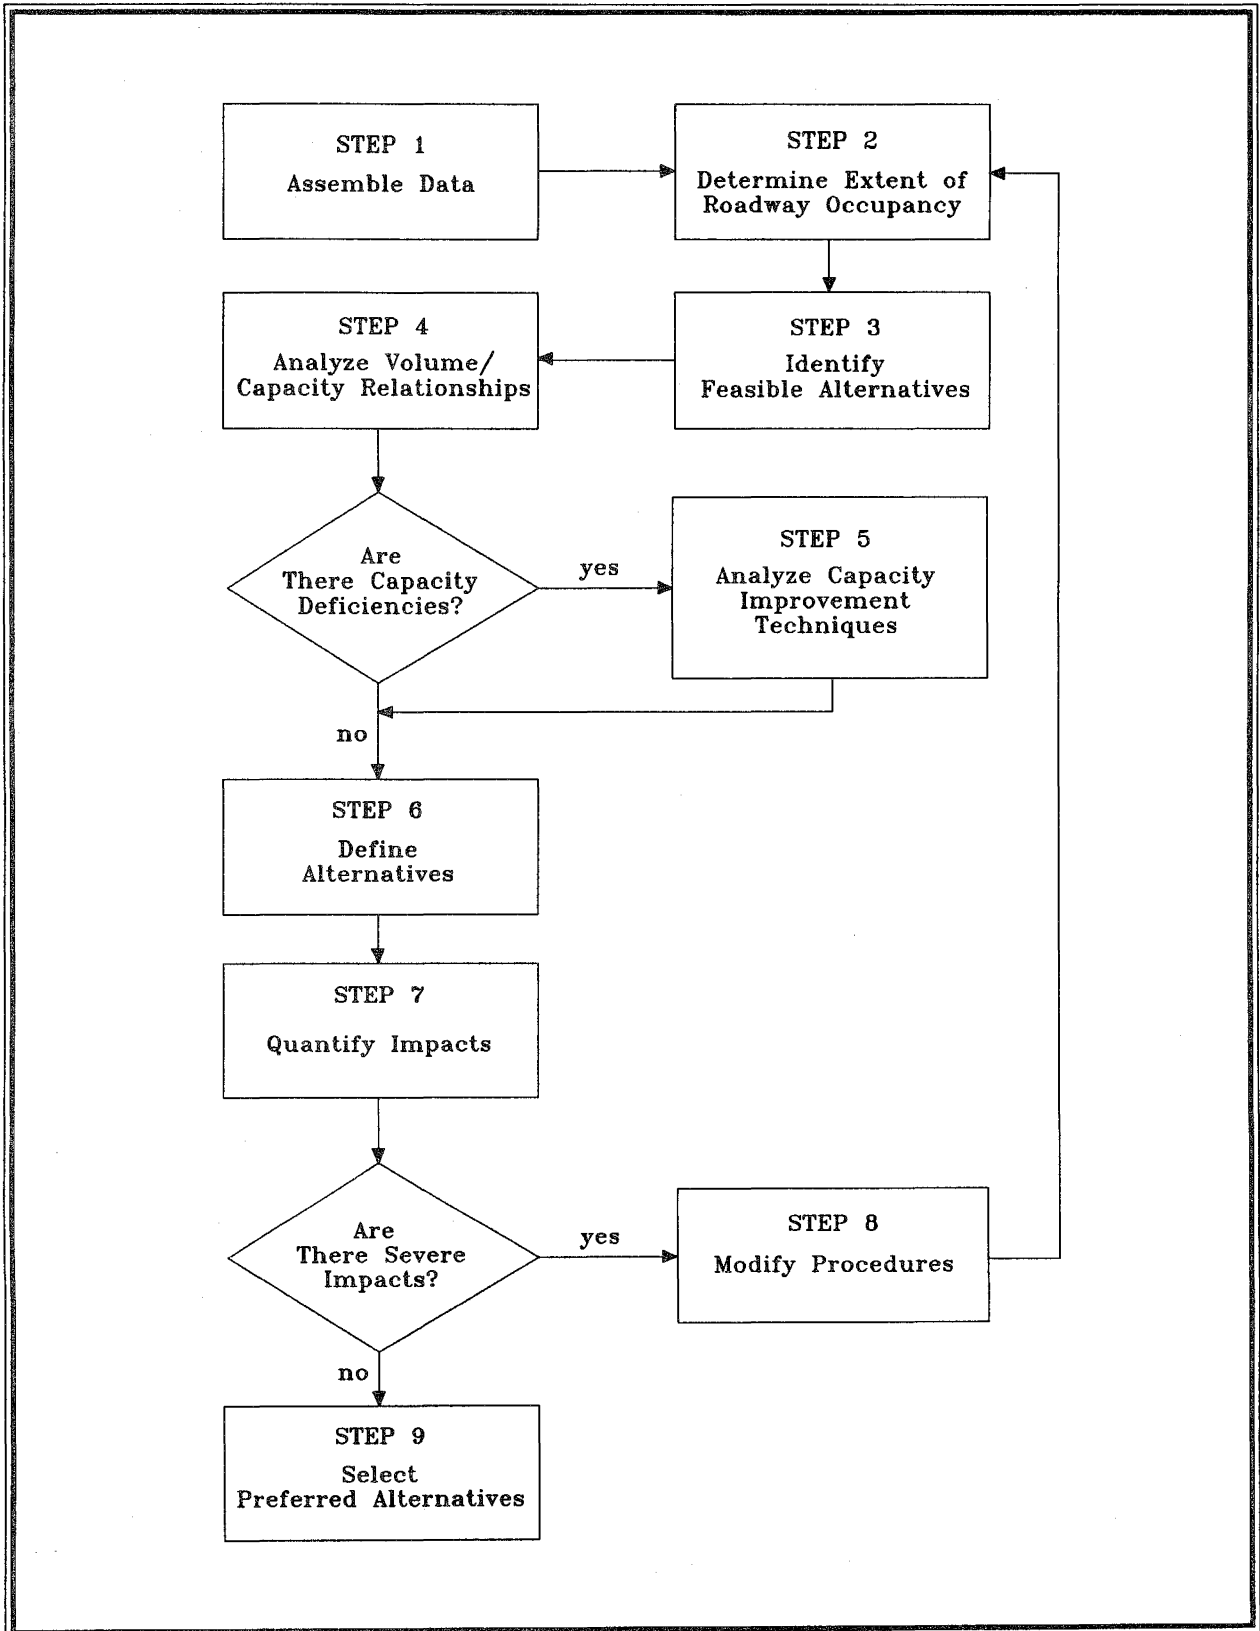 STEP 1
Assemble Data
STEP 2
Determine Extent of
Roadway Occupancy
STEP 3
Identify
Feasible Alternatives
STEP 4
Analyze Volume/
Capacity Relationships
Are
There Capacity
Deficiencies?
yes
STEP 5
Analyze Capacity
Improvement
Techniques
no
STEP 6
Define
Alternatives
STEP 7
Quantify Impacts
Are
There Severe
Impacts?
yes
STEP 8
Modify Procedures
no
STEP 9
Select
Preferred Alternatives